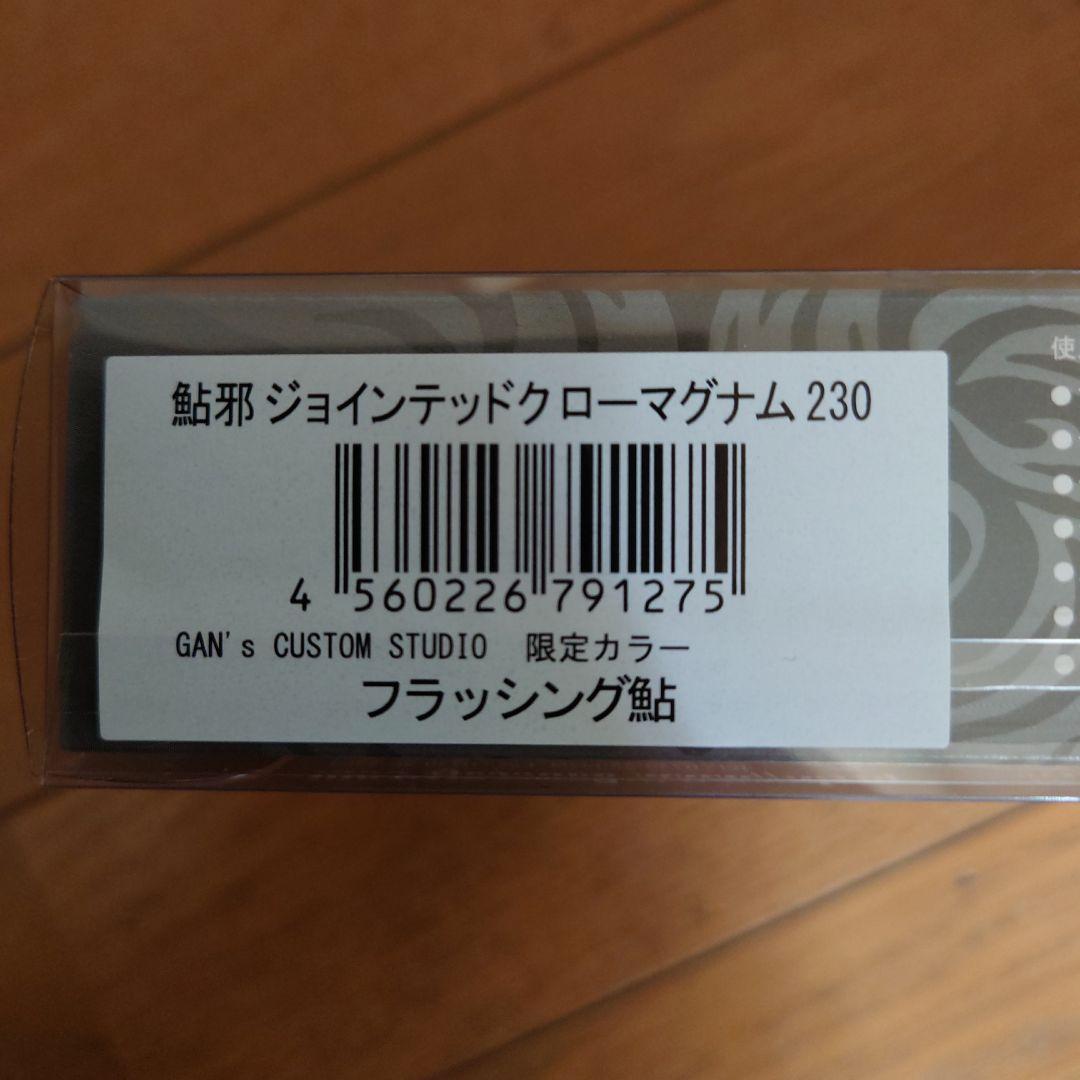 鮎邪 ジョインテッドクローマグナム 230
4 560226 791275
GAN's CUSTOM STUDIO 限定カラー
フラッシング鮎
使